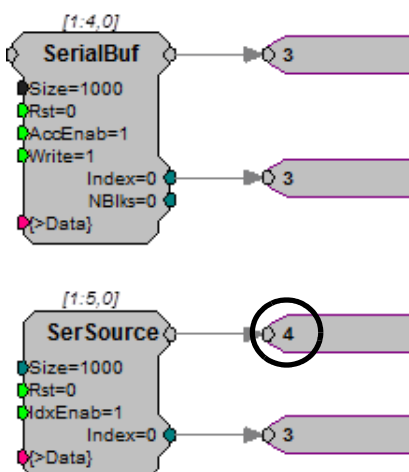 [1:4,0]
SerialBuf 3
Size=1000
Rst=0
AccEnab=1
Write=1
Index=0 3
NBlks=0
{>Data}
[1:5,0]
SerSource 4
Size=1000
Rst=0
IdxEnab=1
Index=0 3
{>Data}